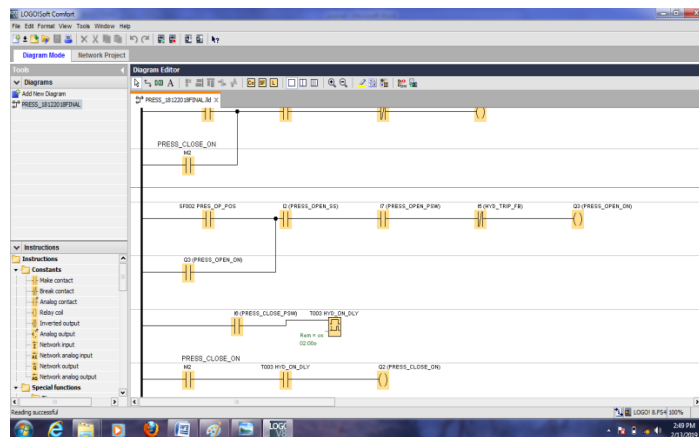 LOGO!Soft Comfort
File Edit Format View Tools Window Help
Diagram Mode Network Project
Tools
Diagrams
Add New Diagram
PRESS_18122018FINAL
Instructions
Instructions
Constants
Make contact
Break contact
Analog contact
Relay coil
Inverted output
Analog output
Network input
Network analog input
Network output
Network analog output
Special functions
Diagram Editor
PRESS_18122018FINAL.lld X
PRESS_CLOSE_ON
M2
SF002 PRES_OP_POS I2 (PRESS_OPEN_SS) I7 (PRESS_OPEN_PSW) I5 (HYD_TRIP_FB) Q3 (PRESS_OPEN_ON)
Q3 (PRESS_OPEN_ON)
I6 (PRESS_CLOSE_PSW) T003 HYD_ON_DLY
Rem = on
02:00s
PRESS_CLOSE_ON
M2 T003 HYD_ON_DLY Q2 (PRESS_CLOSE_ON)
Reading successful
LOGO! 8.FS4 100%
2:49 PM
2/13/2019